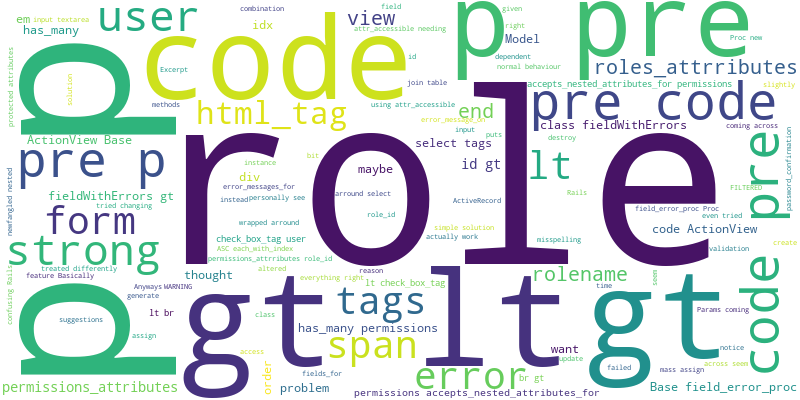 em
input textarea
has_many
user
combination
idx
view
field
attr_accessible needing
Model
given
right
dependent
normal behaviour
Proc new
roles_attrributes
slightly
p
code
p
pre
protected attributes
solution
Excerpt
methods
id
join table
using attr_accessible
accepts_nested_attributes_for permissions
pre code
html_tag
end
error_message_on
input
puts
class fieldWithErrors
coming across
destroy
ActionView Base
pre p
role
instance
bit
select tags
maybe
id gt
lt
Rails
FILTERED
password_confirmation
pre
newfangled nested
fieldWithErrors gt
tried changing
div
error_messages_for
instead
personally see
arround select
ActiveRecord
field_error_proc Proc
even tried
form
role_id
wrapped arround
simple solution
actually work
misspelling
code ActionView
validation
create
strong
check_box_tag user
ASC each_with_index
permissions_attrributes role_id
confusing Rails
treated differently
feature Basically
thought
altered
everything right
reason
lt check_box_tag
rolename
time
seen
Params coming
code
p
Anyways WARNING
generate
suggestions
lt br
assign
class
gt
lt
tags
has_many permissions
span
want
update
gt
failed
notice
mass assign
across seen
access
order
fields_for
problem
error
br gt
permissions_attributes
permissions accepts_nested_attributes_for
Base field_error_proc